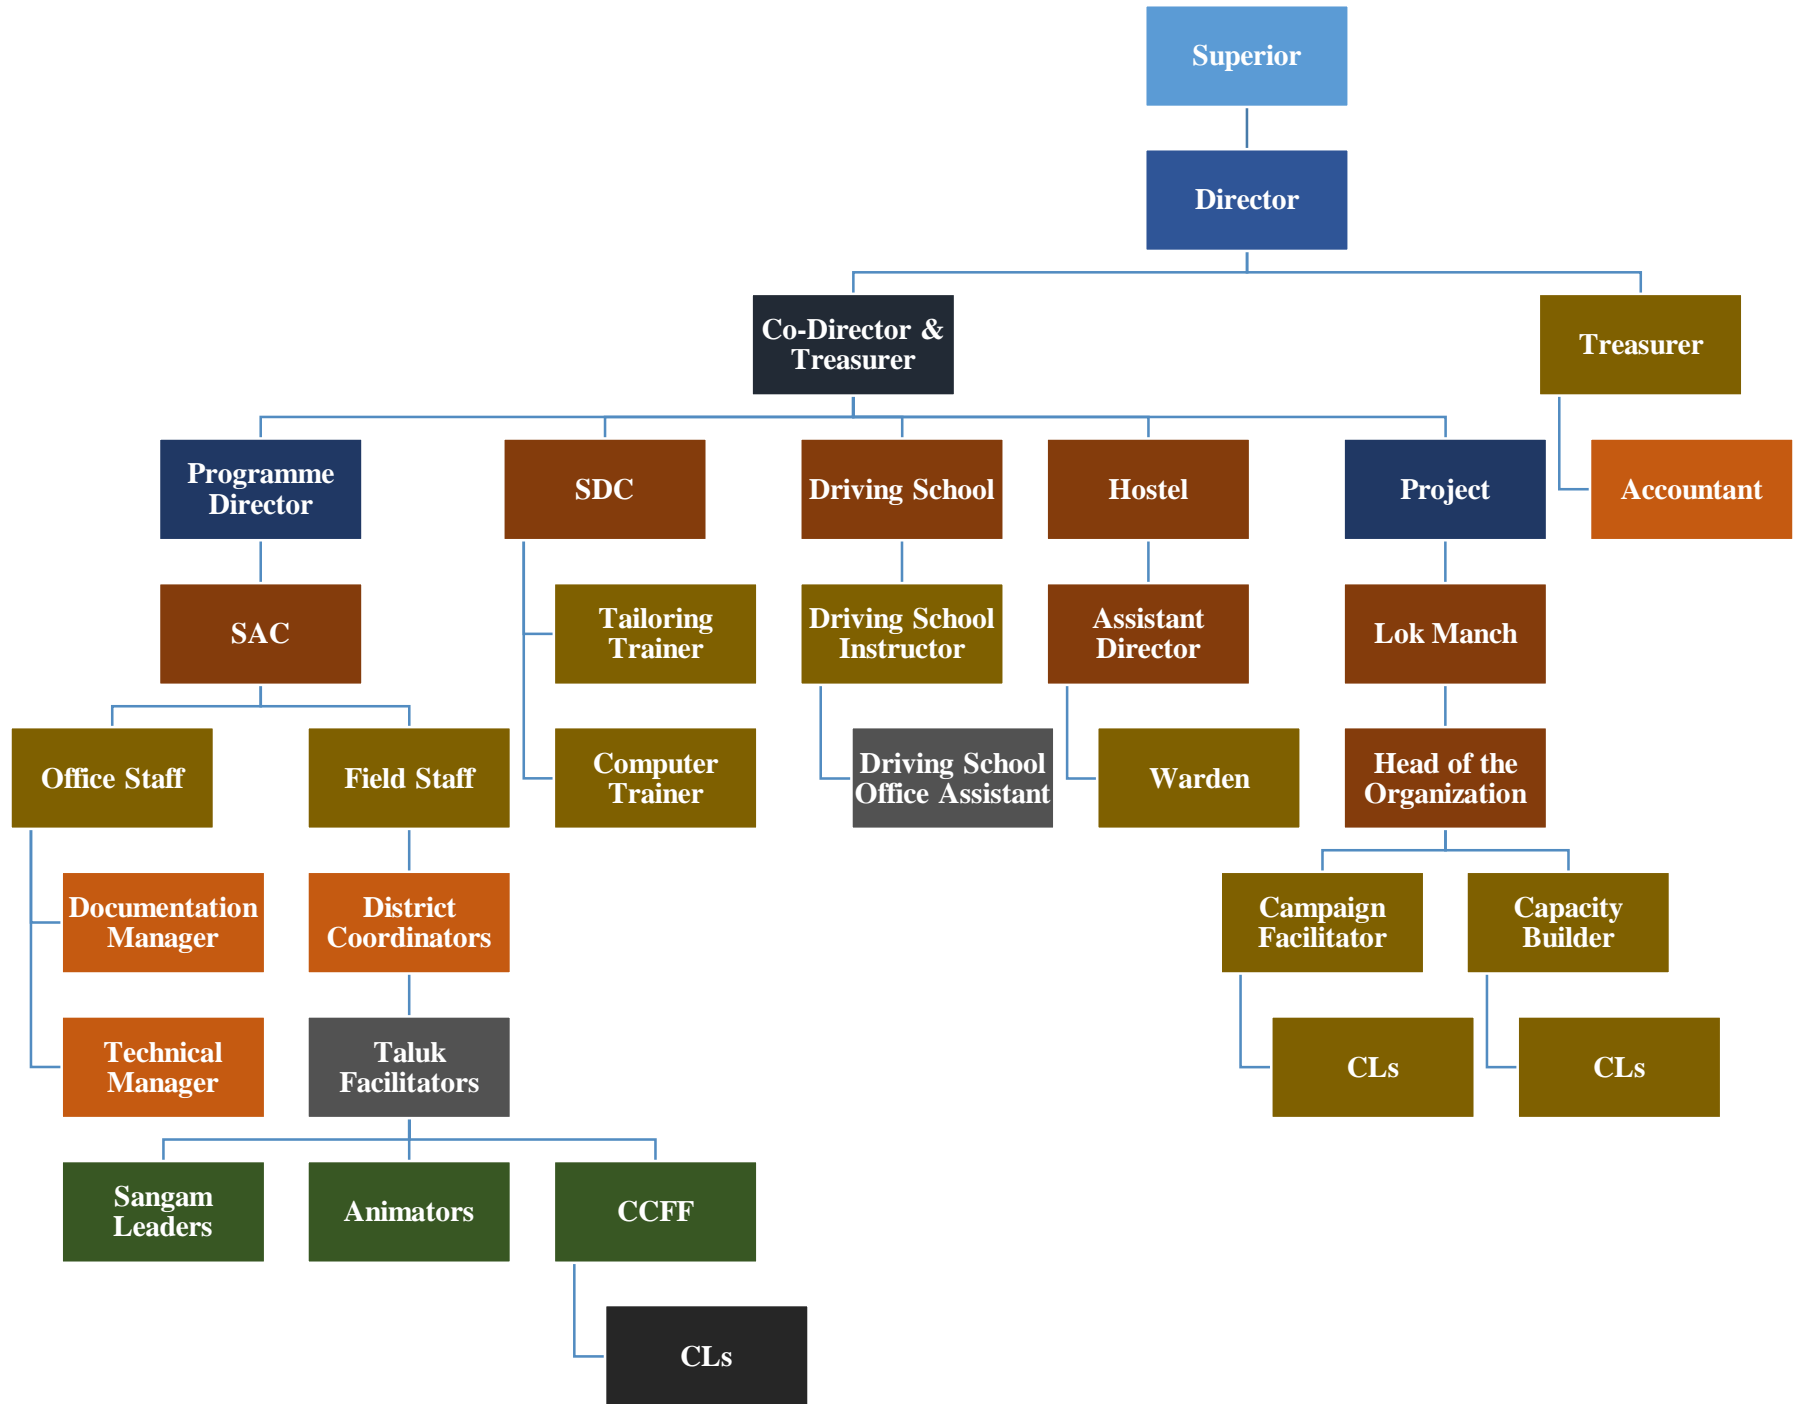 Superior
Director
Co-Director &
Treasurer
Treasurer
Programme
Director
SDC
Driving School
Hostel
Project
Accountant
SAC
Tailoring
Trainer
Driving School
Instructor
Assistant
Director
Lok Manch
Office Staff
Field Staff
Computer
Trainer
Driving School
Office Assistant
Warden
Head of the
Organization
Documentation
Manager
District
Coordinators
Campaign
Facilitator
Capacity
Builder
Technical
Manager
Taluk
Facilitators
CLs
CLs
Sangam
Leaders
Animators
CCFF
CLs